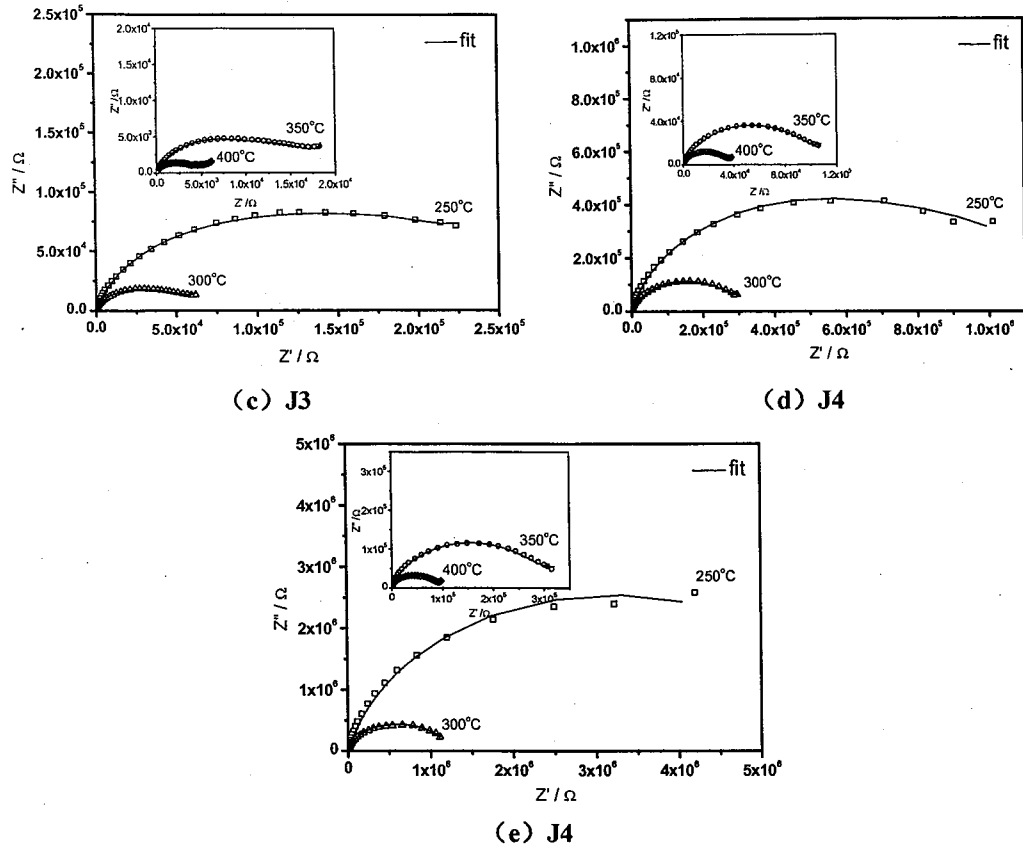 2.5x10⁵
2.0x10⁵
1.5x10⁵
1.0x10⁵
5.0x10⁴
0.0
Z'' / Ω
0.0
5.0x10⁴
1.0x10⁵
1.5x10⁵
2.0x10⁵
2.5x10⁵
Z' / Ω
fit
250°C
300°C
2.0x10⁴
1.5x10⁴
1.0x10⁴
5.0x10³
0.0
Z'' / Ω
0.0
5.0x10³
1.0x10⁴
1.5x10⁴
2.0x10⁴
Z' / Ω
350°C
400°C
(c) J3
1.0x10⁶
8.0x10⁵
6.0x10⁵
4.0x10⁵
2.0x10⁵
0.0
Z'' / Ω
0.0
2.0x10⁵
4.0x10⁵
6.0x10⁵
8.0x10⁵
1.0x10⁶
Z' / Ω
fit
250°C
300°C
1.2x10⁵
8.0x10⁴
4.0x10⁴
0.0
Z'' / Ω
0.0
4.0x10⁴
8.0x10⁴
1.2x10⁵
Z' / Ω
350°C
400°C
(d) J4
5x10⁶
4x10⁶
3x10⁶
2x10⁶
1x10⁶
0
Z'' / Ω
0
1x10⁶
2x10⁶
3x10⁶
4x10⁶
5x10⁶
Z' / Ω
fit
250°C
300°C
3x10⁵
2x10⁵
1x10⁵
0
Z'' / Ω
0
1x10⁵
2x10⁵
3x10⁵
Z' / Ω
350°C
400°C
(e) J4